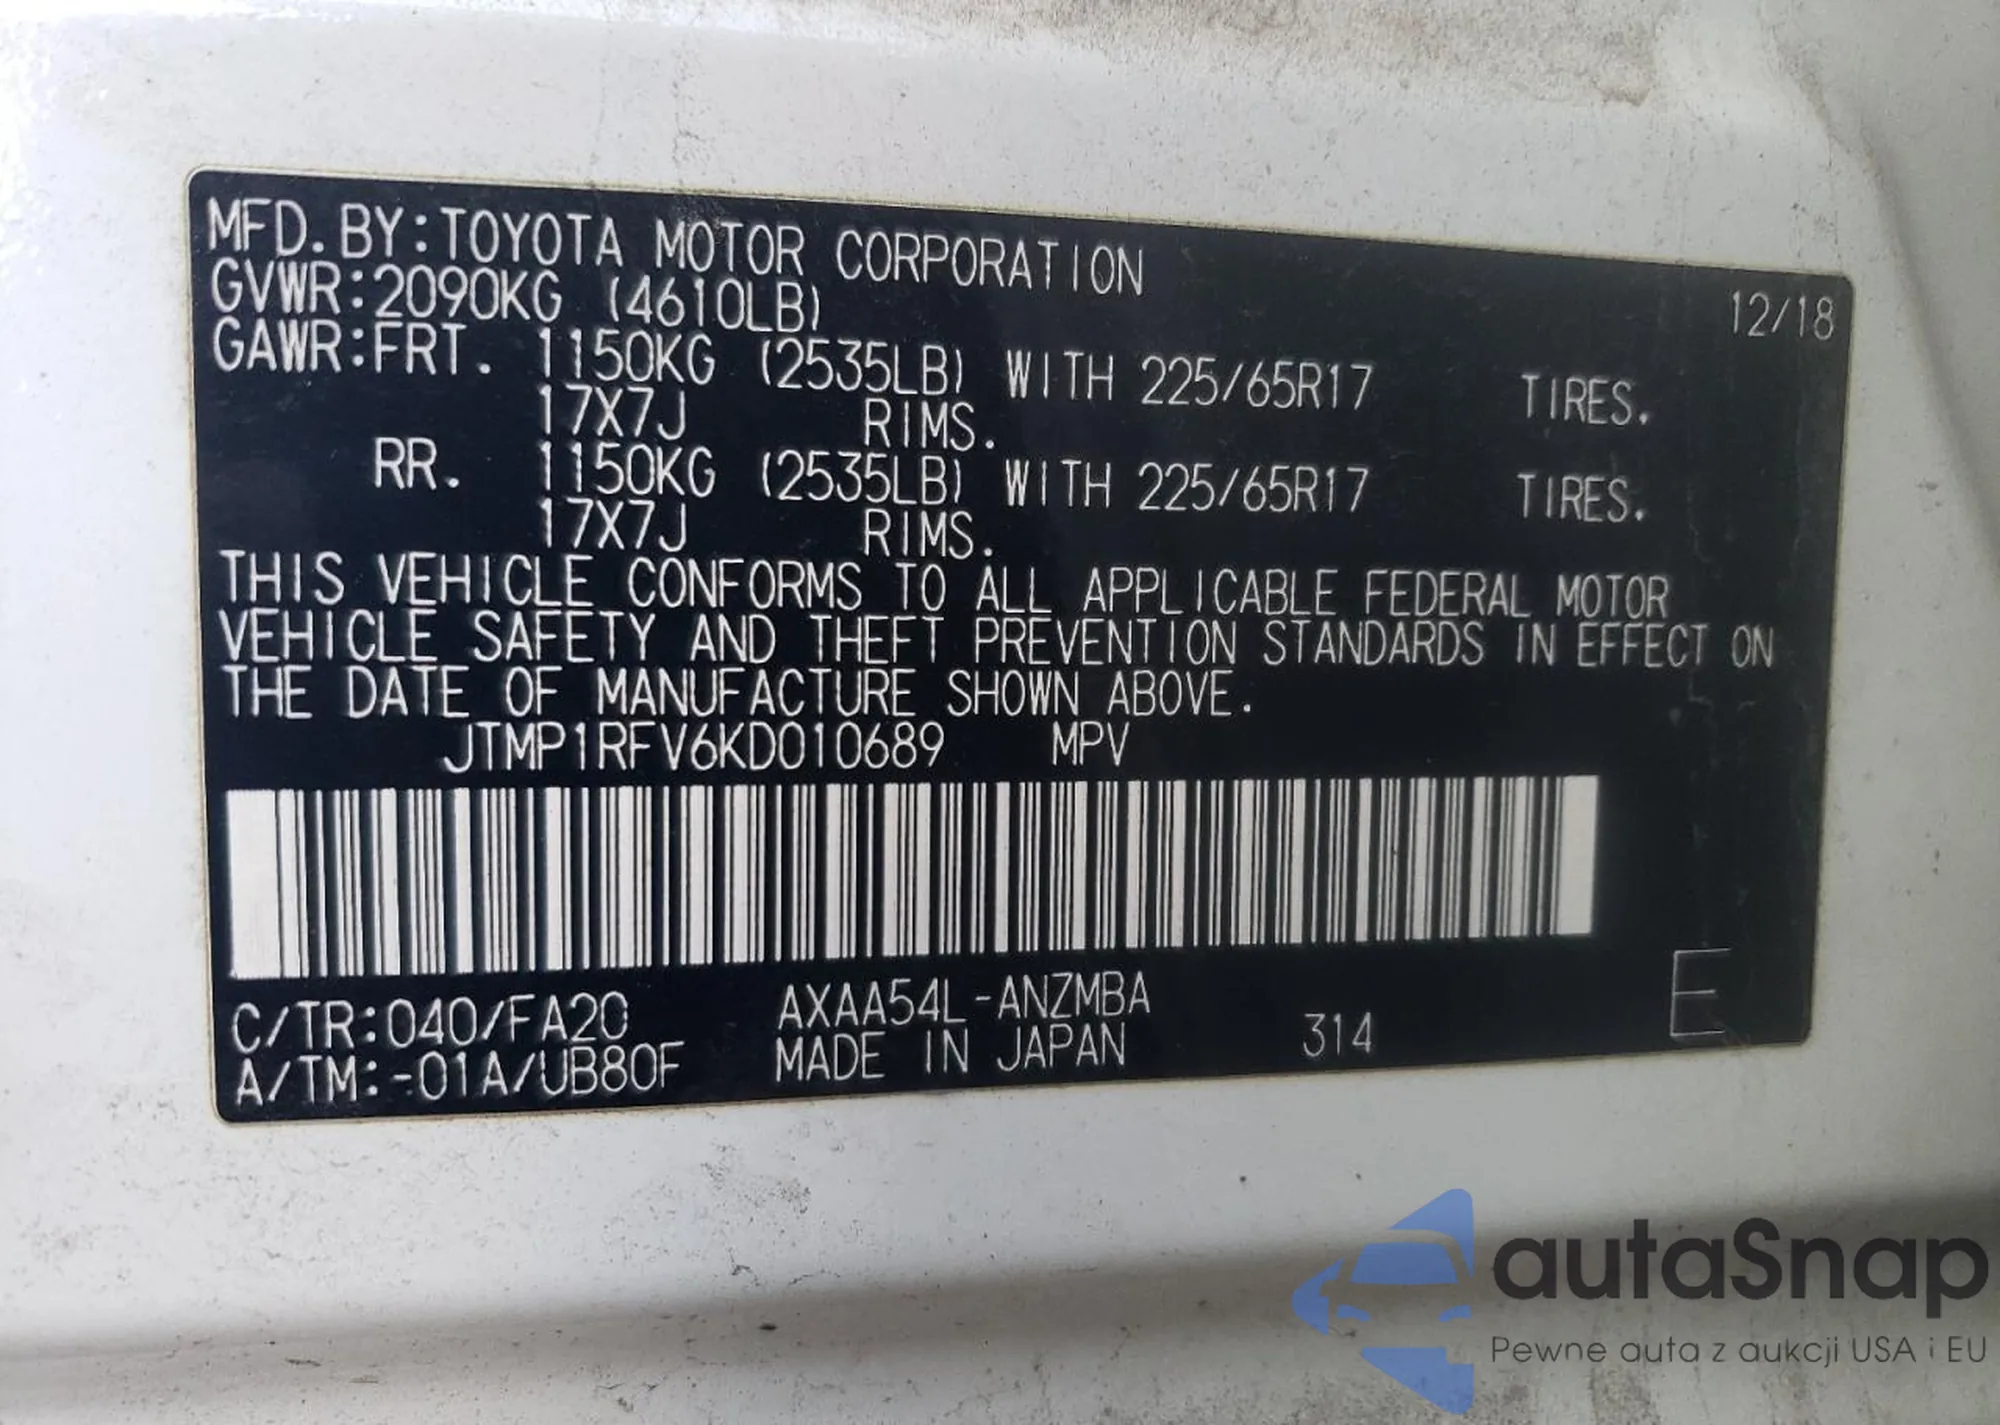 MFD. BY: TOYOTA MOTOR CORPORATION 12/18
GVWR: 2090KG (4610LB)
GAWR: FRT. 1150KG (2535LB) WITH 225/65R17 TIRES.
17X7J RIMS.
RR. 1150KG (2535LB) WITH 225/65R17 TIRES.
17X7J RIMS.
THIS VEHICLE CONFORMS TO ALL APPLICABLE FEDERAL MOTOR
VEHICLE SAFETY AND THEFT PREVENTION STANDARDS IN EFFECT ON
THE DATE OF MANUFACTURE SHOWN ABOVE.
JTMP1RFV6KD010689 MPV
C/TR: 040/FA20 AXAA54L-ANZMBA E
A/TM: -01A/UB80F MADE IN JAPAN 314
autaSnap
Pewne auta z aukcji USA i EU